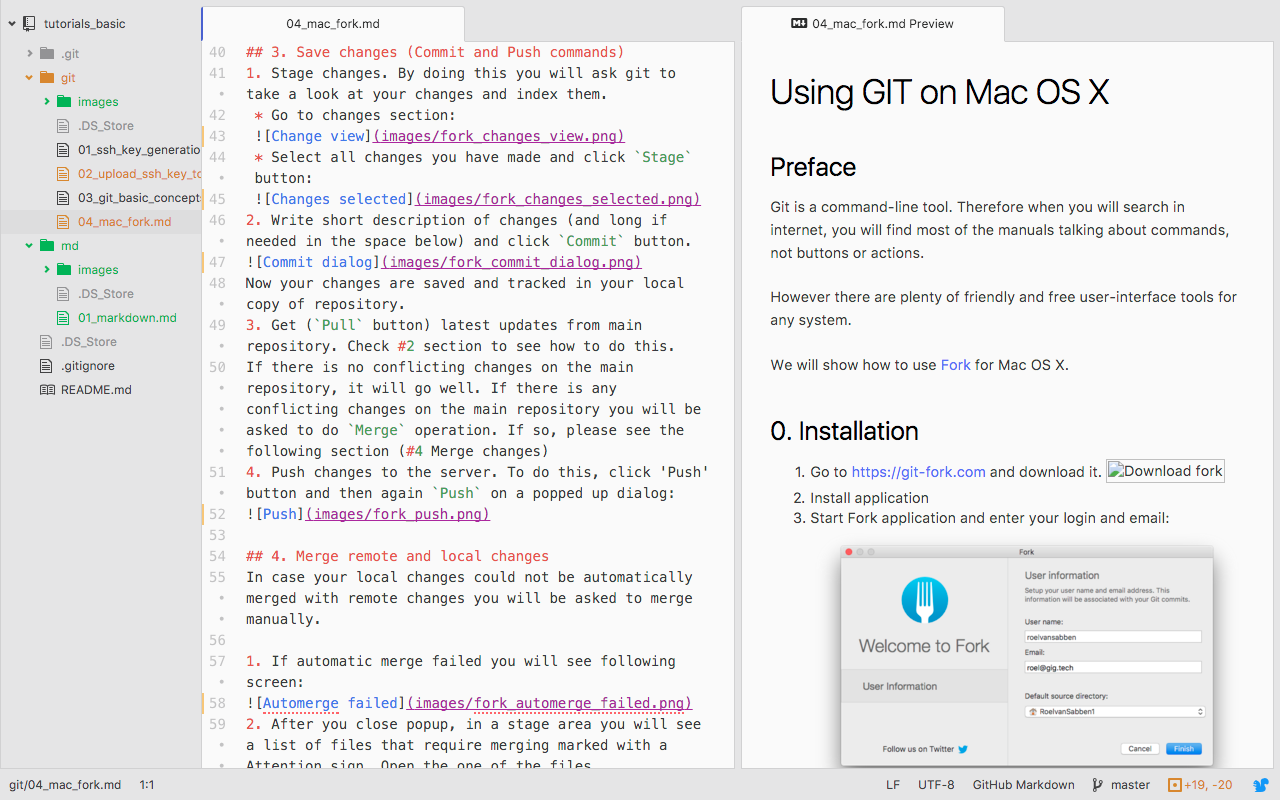 tutorials_basic
.git
git
images
.DS_Store
01_ssh_key_generatio
02_upload_ssh_key_to
03_git_basic_concepts
04_mac_fork.md
md
images
.DS_Store
01_markdown.md
.DS_Store
.gitignore
README.md
04_mac_fork.md
40 ## 3. Save changes (Commit and Push commands)
41 1. Stage changes. By doing this you will ask git to
• take a look at your changes and index them.
42 * Go to changes section:
43 ![Change view](images/fork_changes_view.png)
44 * Select all changes you have made and click `Stage`
• button:
45 ![Changes selected](images/fork_changes_selected.png)
46 2. Write short description of changes (and long if
• needed in the space below) and click `Commit` button.
47 ![Commit dialog](images/fork_commit_dialog.png)
48 Now your changes are saved and tracked in your local
• copy of repository.
49 3. Get (`Pull` button) latest updates from main
• repository. Check #2 section to see how to do this.
50 If there is no conflicting changes on the main
• repository, it will go well. If there is any
• conflicting changes on the main repository you will be
• asked to do `Merge` operation. If so, please see the
• following section (#4 Merge changes)
51 4. Push changes to the server. To do this, click 'Push'
• button and then again `Push` on a popped up dialog:
52 ![Push](images/fork_push.png)
53
54 ## 4. Merge remote and local changes
55 In case your local changes could not be automatically
• merged with remote changes you will be asked to merge
• manually.
56
57 1. If automatic merge failed you will see following
• screen:
58 ![Automerge failed](images/fork_automerge_failed.png)
59 2. After you close popup, in a stage area you will see
• a list of files that require merging marked with a
• Attention sign. Open the one of the files
04_mac_fork.md Preview
Using GIT on Mac OS X
Preface
Git is a command-line tool. Therefore when you will search in
internet, you will find most of the manuals talking about commands,
not buttons or actions.
However there are plenty of friendly and free user-interface tools for
any system.
We will show how to use Fork for Mac OS X.
0. Installation
1. Go to https://git-fork.com and download it. Download fork
2. Install application
3. Start Fork application and enter your login and email:
Fork
Welcome to Fork
User Information
Follow us on Twitter
User information
Setup your user name and email address. This
information will be associated with your Git commits.
User name:
roelvansabben
Email:
roel@gig.tech
Default source directory:
RoelvanSabben1
Cancel
Finish
git/04_mac_fork.md 1:1
LF UTF-8 GitHub Markdown master +19, -20